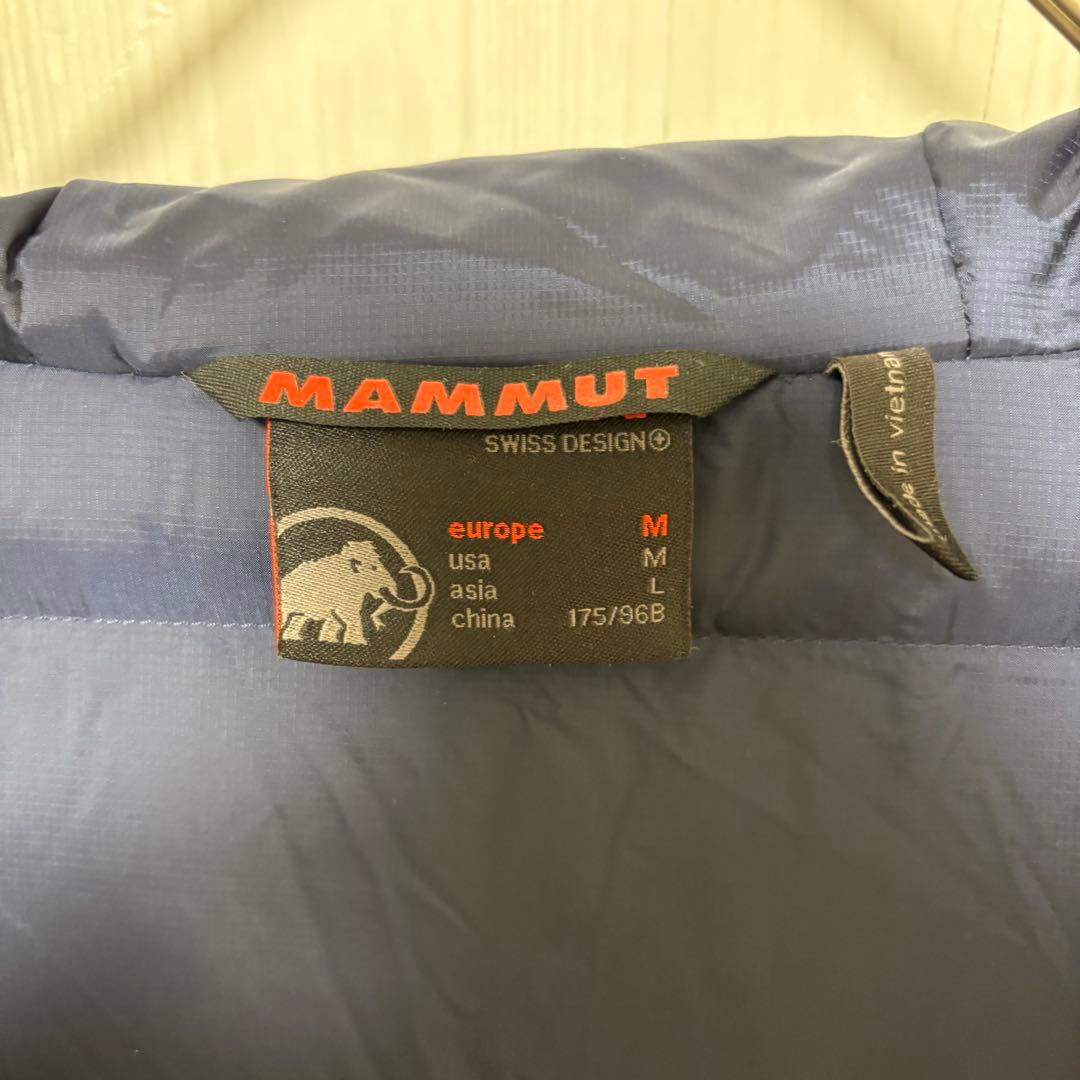 MAMMUT
SWISS DESIGN
europe M
usa M
asia L
china 175/96B
made in vietnam